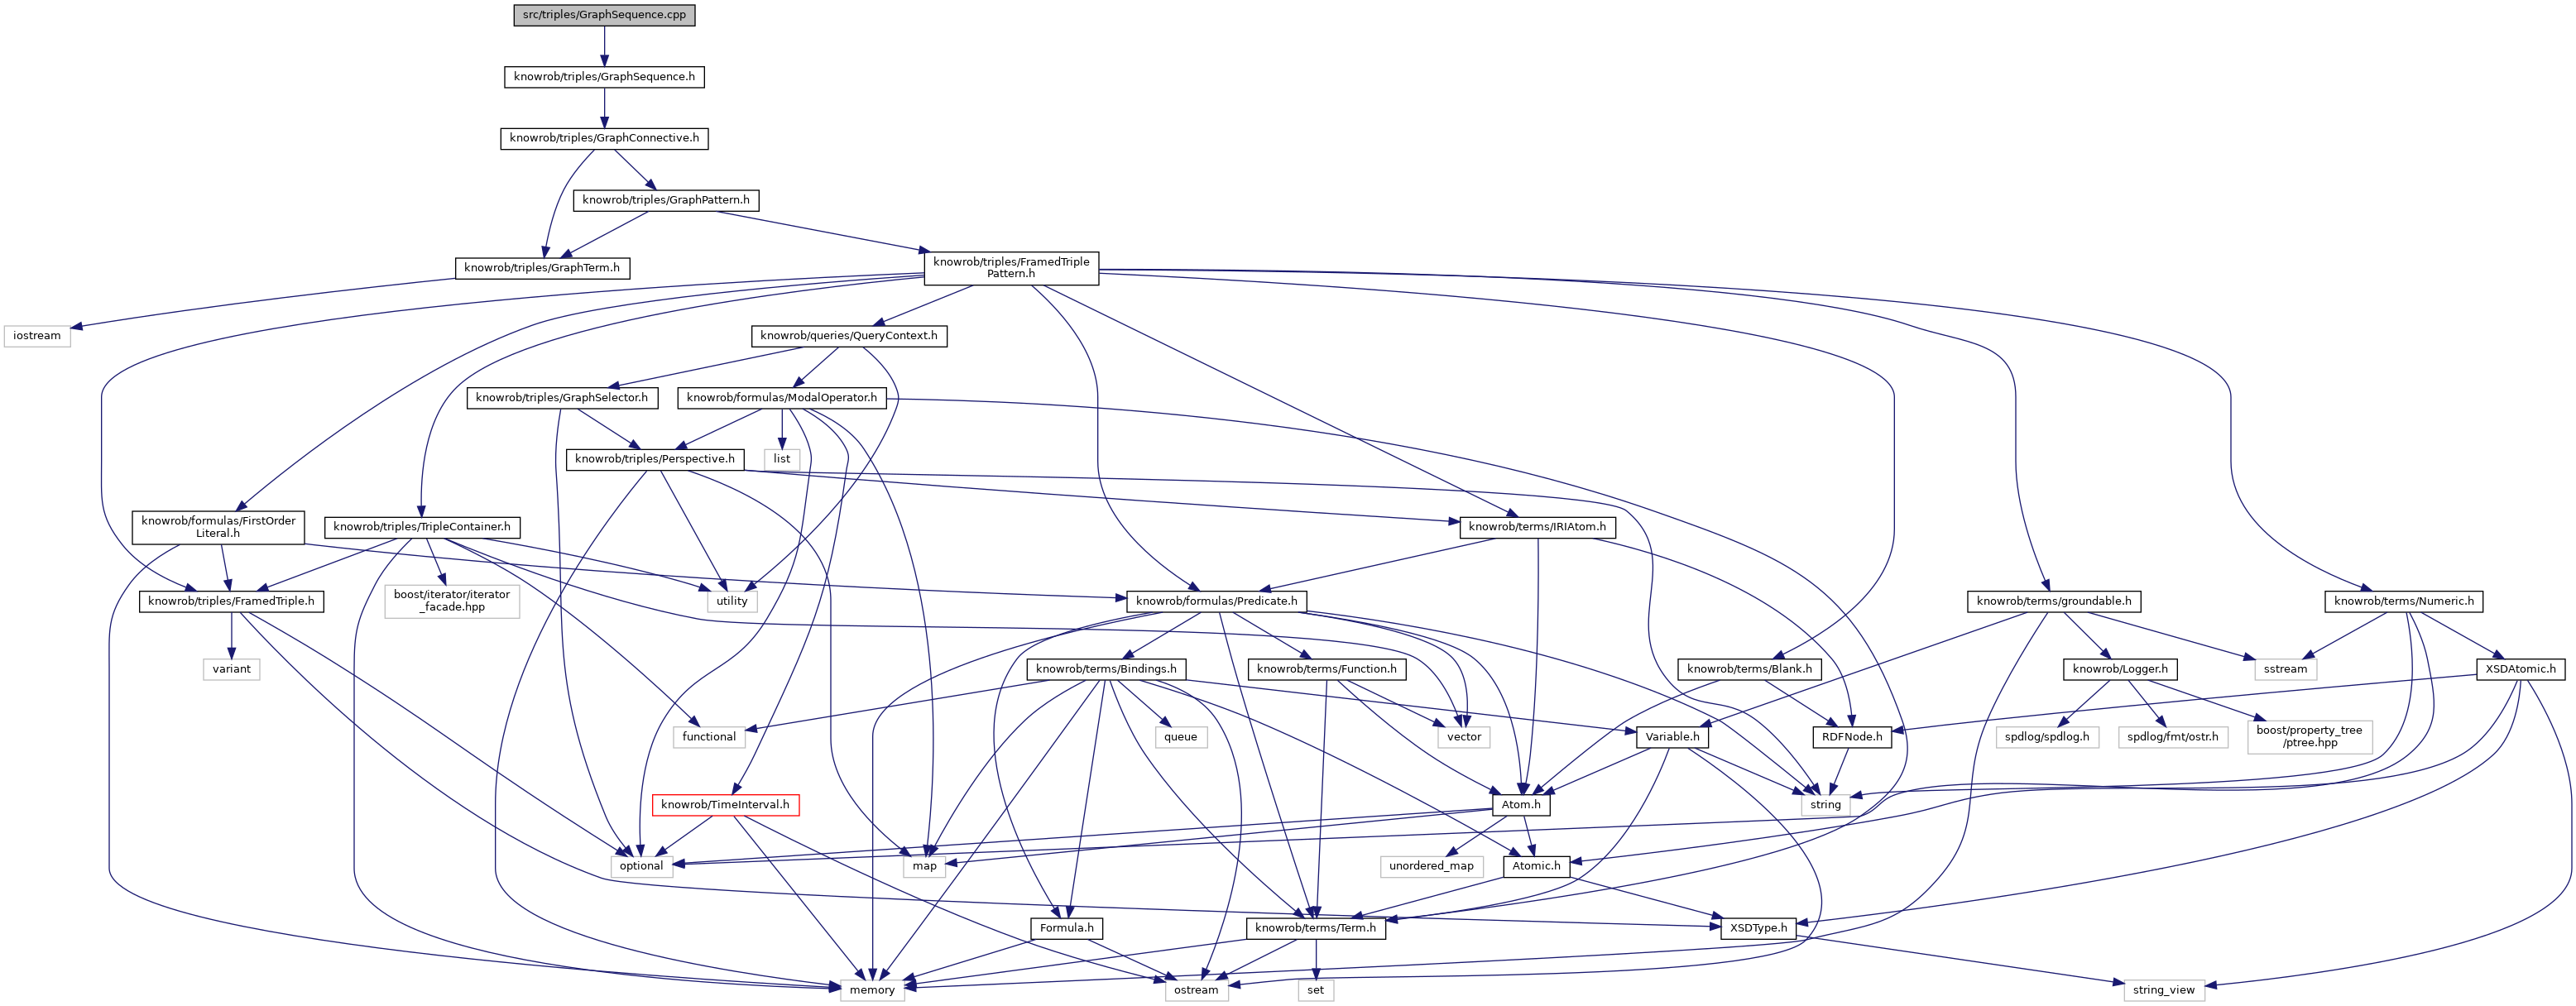 src/triples/GraphSequence.cpp
knowrob/triples/GraphSequence.h
knowrob/triples/GraphConnective.h
knowrob/triples/GraphPattern.h
knowrob/triples/GraphTerm.h
knowrob/triples/FramedTriple
Pattern.h
iostream
knowrob/queries/QueryContext.h
knowrob/triples/GraphSelector.h
knowrob/formulas/ModalOperator.h
knowrob/triples/Perspective.h
list
knowrob/formulas/FirstOrder
Literal.h
knowrob/triples/TripleContainer.h
knowrob/terms/IRIAtom.h
knowrob/triples/FramedTriple.h
boost/iterator/iterator
_facade.hpp
utility
knowrob/formulas/Predicate.h
knowrob/terms/groundable.h
knowrob/terms/Numeric.h
variant
knowrob/terms/Bindings.h
knowrob/terms/Function.h
knowrob/terms/Blank.h
knowrob/Logger.h
sstream
XSDAtomic.h
functional
queue
vector
Variable.h
RDFNode.h
spdlog/spdlog.h
spdlog/fmt/ostr.h
boost/property_tree
/ptree.hpp
knowrob/TimeInterval.h
Atom.h
string
optional
map
unordered_map
Atomic.h
Formula.h
knowrob/terms/Term.h
XSDType.h
memory
ostream
set
string_view